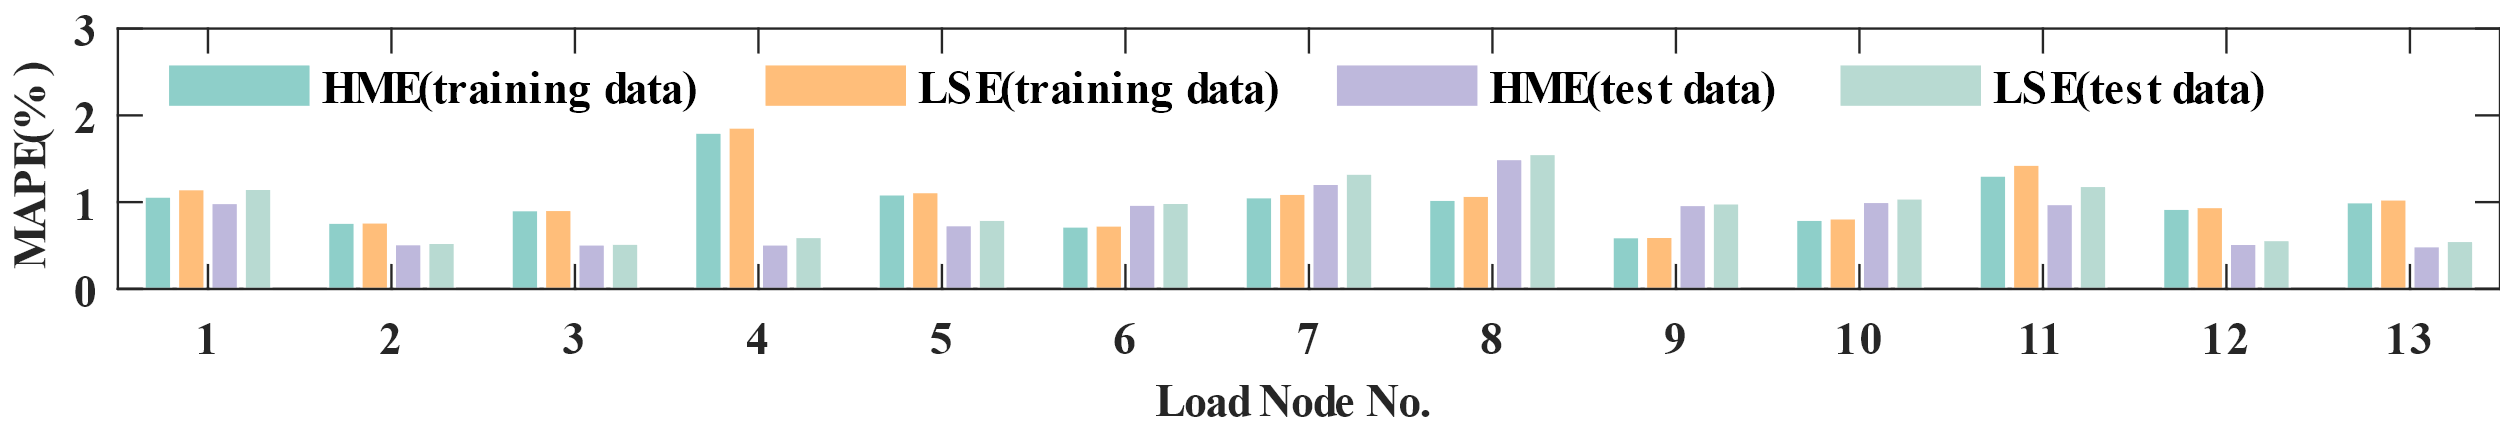 3
HME(training data) LSE(training data) HME(test data) LSE(test data)
2
MAPE(%)
1
0
1 2 3 4 5 6 7 8 9 10 11 12 13
Load Node No.